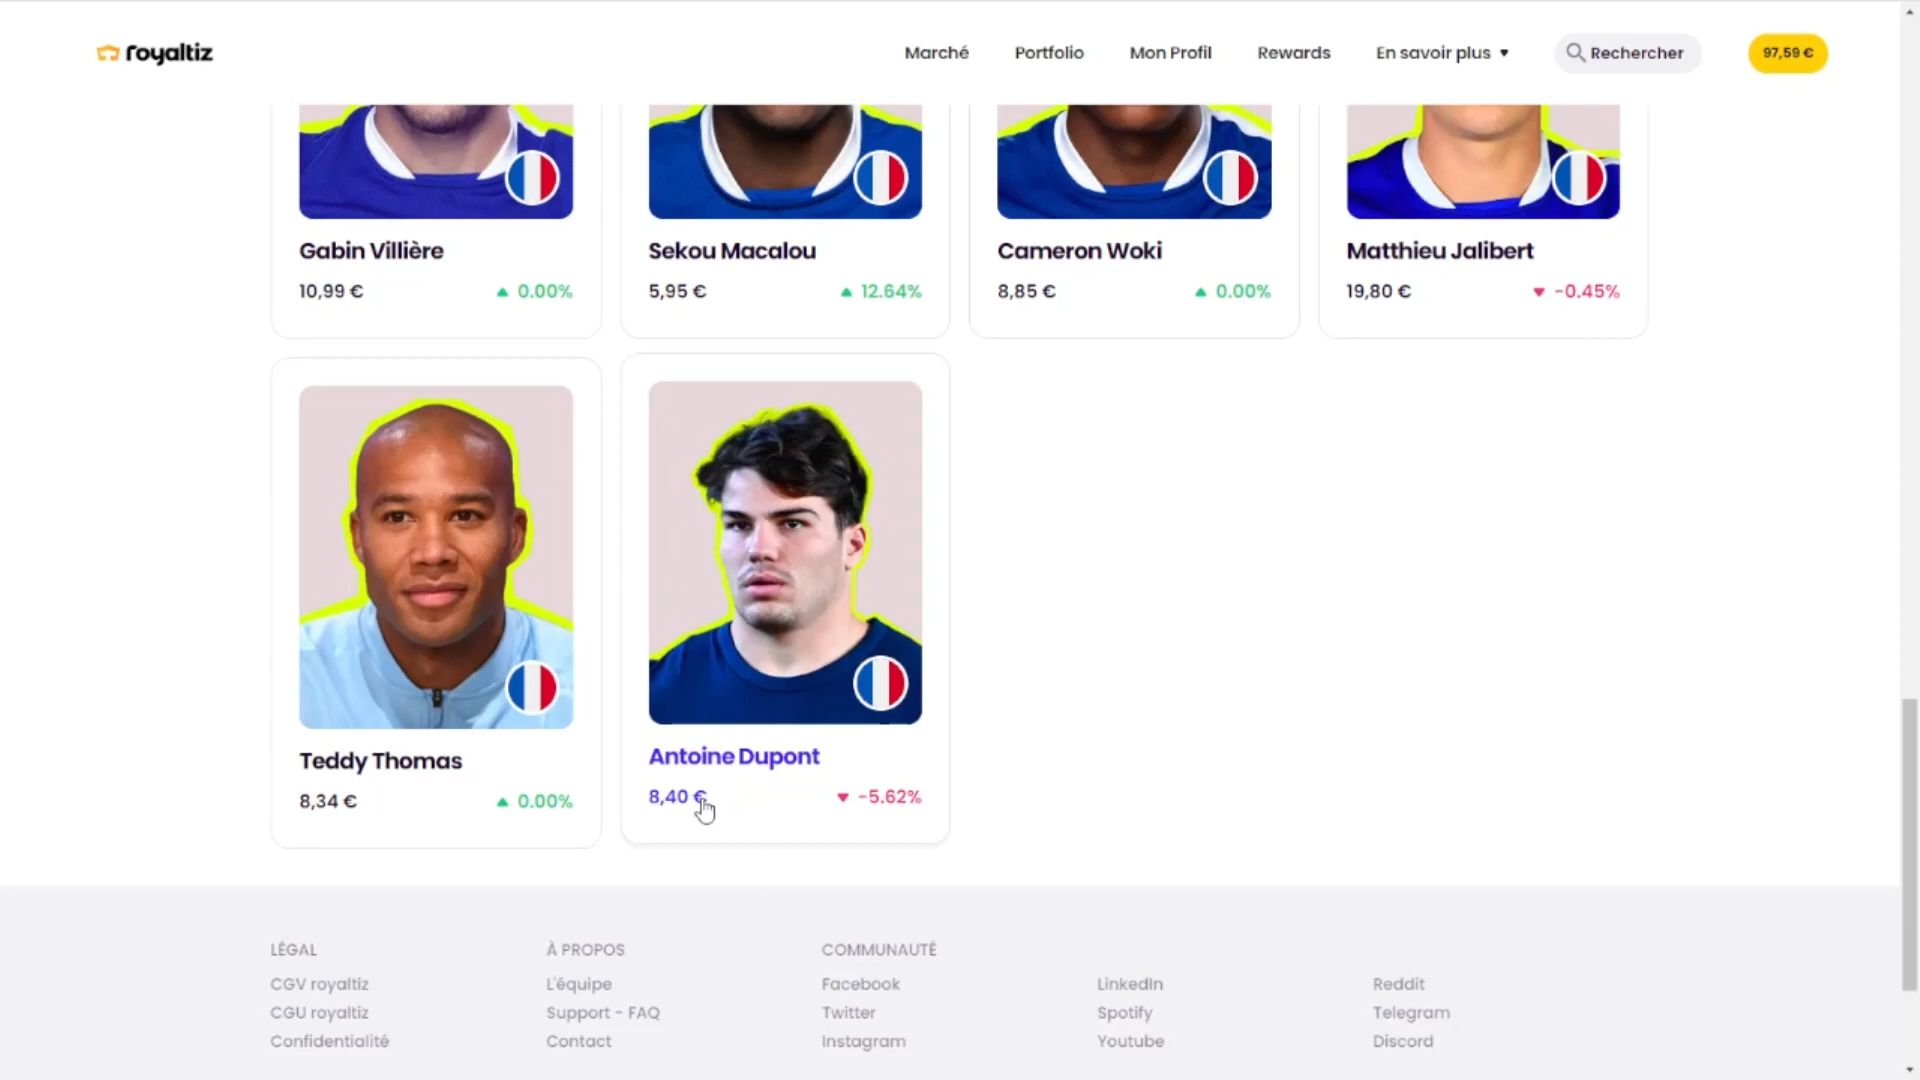 royaltiz
Marché Portfolio Mon Profil Rewards En savoir plus ▼ Rechercher 97,59 €
Gabin Villière
10,99 € ▲ 0.00%
Sekou Macalou
5,95 € ▲ 12.64%
Cameron Woki
8,85 € ▲ 0.00%
Matthieu Jalibert
19,80 € ▼ -0.45%
Teddy Thomas
8,34 € ▲ 0.00%
Antoine Dupont
8,40 € ▼ -5.62%
LÉGAL
CGV royaltiz
CGU royaltiz
Confidentialité
À PROPOS
L'équipe
Support - FAQ
Contact
COMMUNAUTÉ
Facebook
Twitter
Instagram
LinkedIn
Spotify
Youtube
Reddit
Telegram
Discord